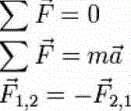 ∑ F⃗ = 0
∑ F⃗ = ma⃗
F⃗₁,₂ = −F⃗₂,₁